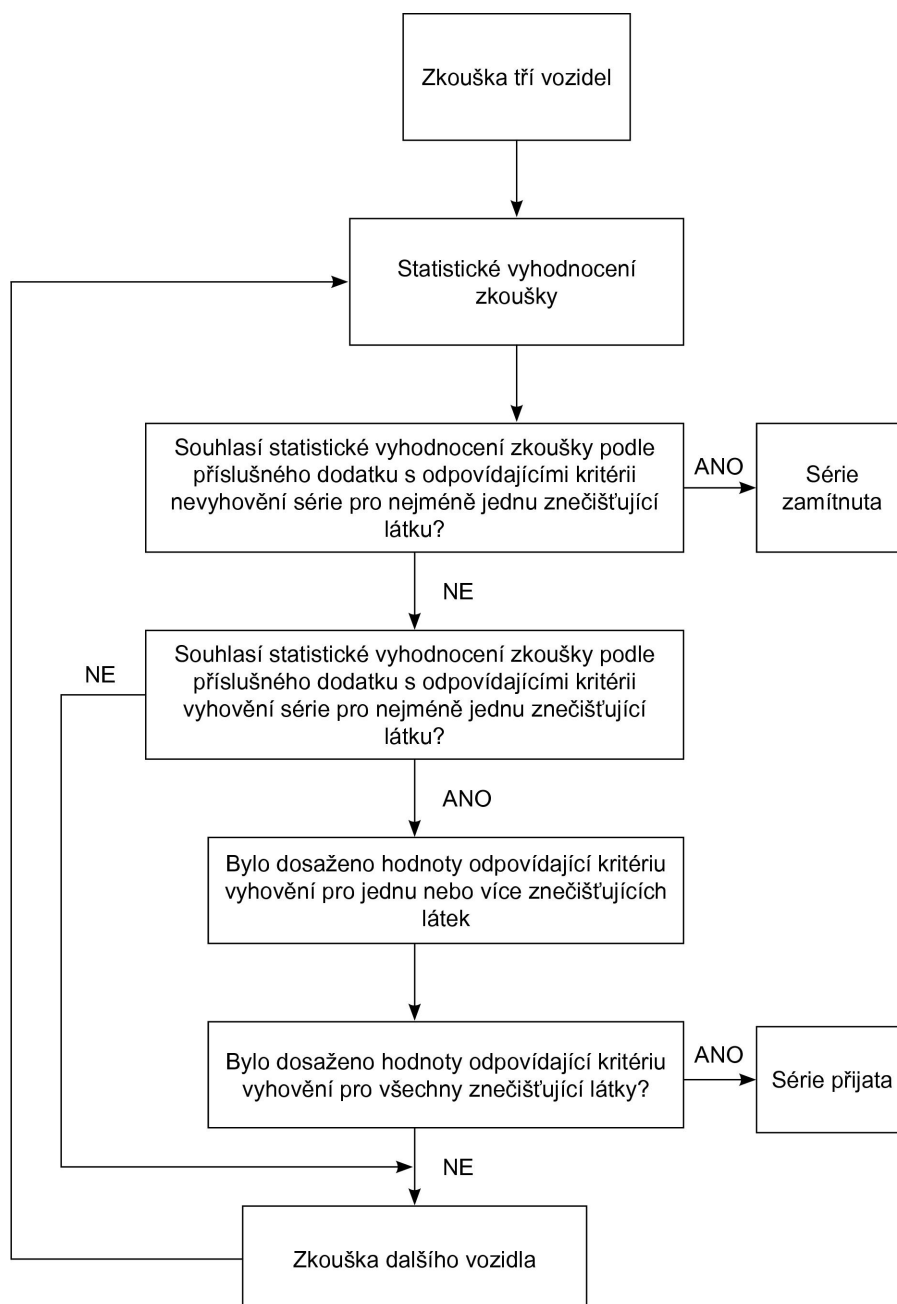 Zkouška tří vozidel
Statistické vyhodnocení
zkoušky
Souhlasí statistické vyhodnocení zkoušky podle
příslušného dodatku s odpovídajícími kritérii
nevyhovění série pro nejméně jednu znečišťující
látku?
ANO
Série
zamítnuta
NE
Souhlasí statistické vyhodnocení zkoušky podle
příslušného dodatku s odpovídajícími kritérii
vyhovění série pro nejméně jednu znečišťující
látku?
NE
ANO
Bylo dosaženo hodnoty odpovídající kritériu
vyhovění pro jednu nebo více znečišťujících
látek
Bylo dosaženo hodnoty odpovídající kritériu
vyhovění pro všechny znečišťující látky?
ANO
Série přijata
NE
Zkouška dalšího vozidla